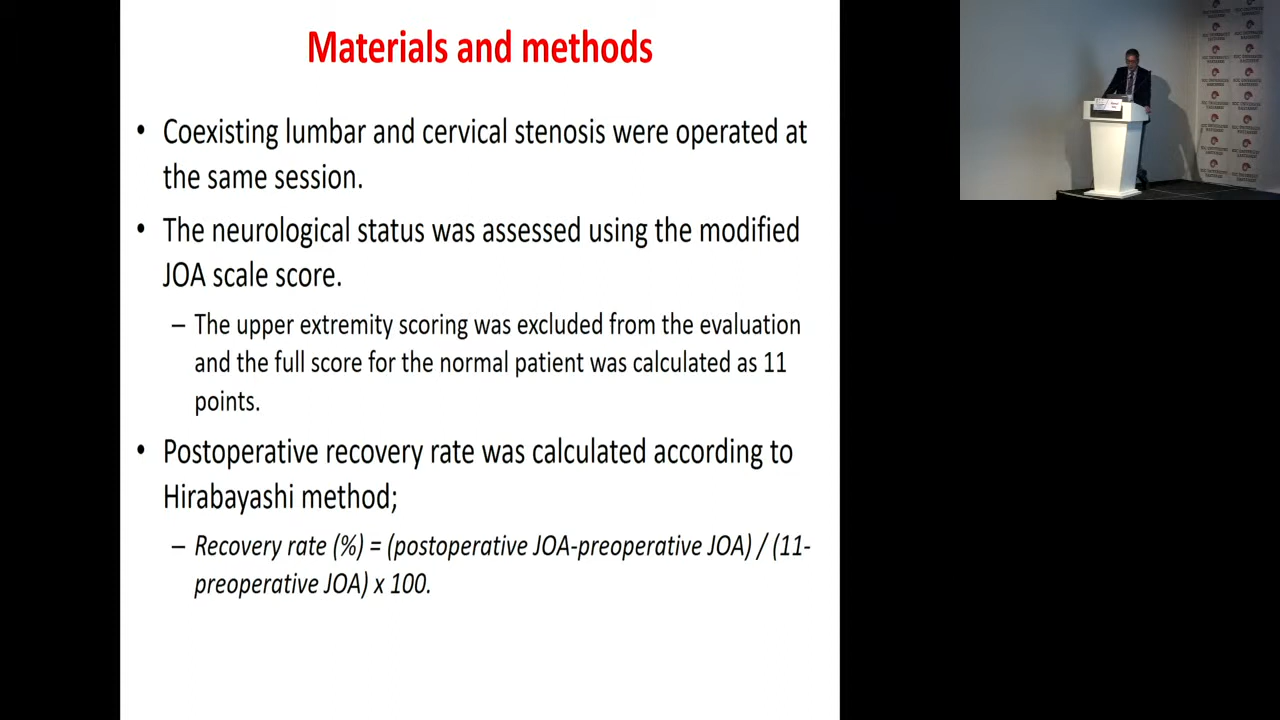 Materials and methods
• Coexisting lumbar and cervical stenosis were operated at
the same session.
• The neurological status was assessed using the modified
JOA scale score.
– The upper extremity scoring was excluded from the evaluation
and the full score for the normal patient was calculated as 11
points.
• Postoperative recovery rate was calculated according to
Hirabayashi method;
– Recovery rate (%) = (postoperative JOA-preoperative JOA) / (11-
preoperative JOA) x 100.